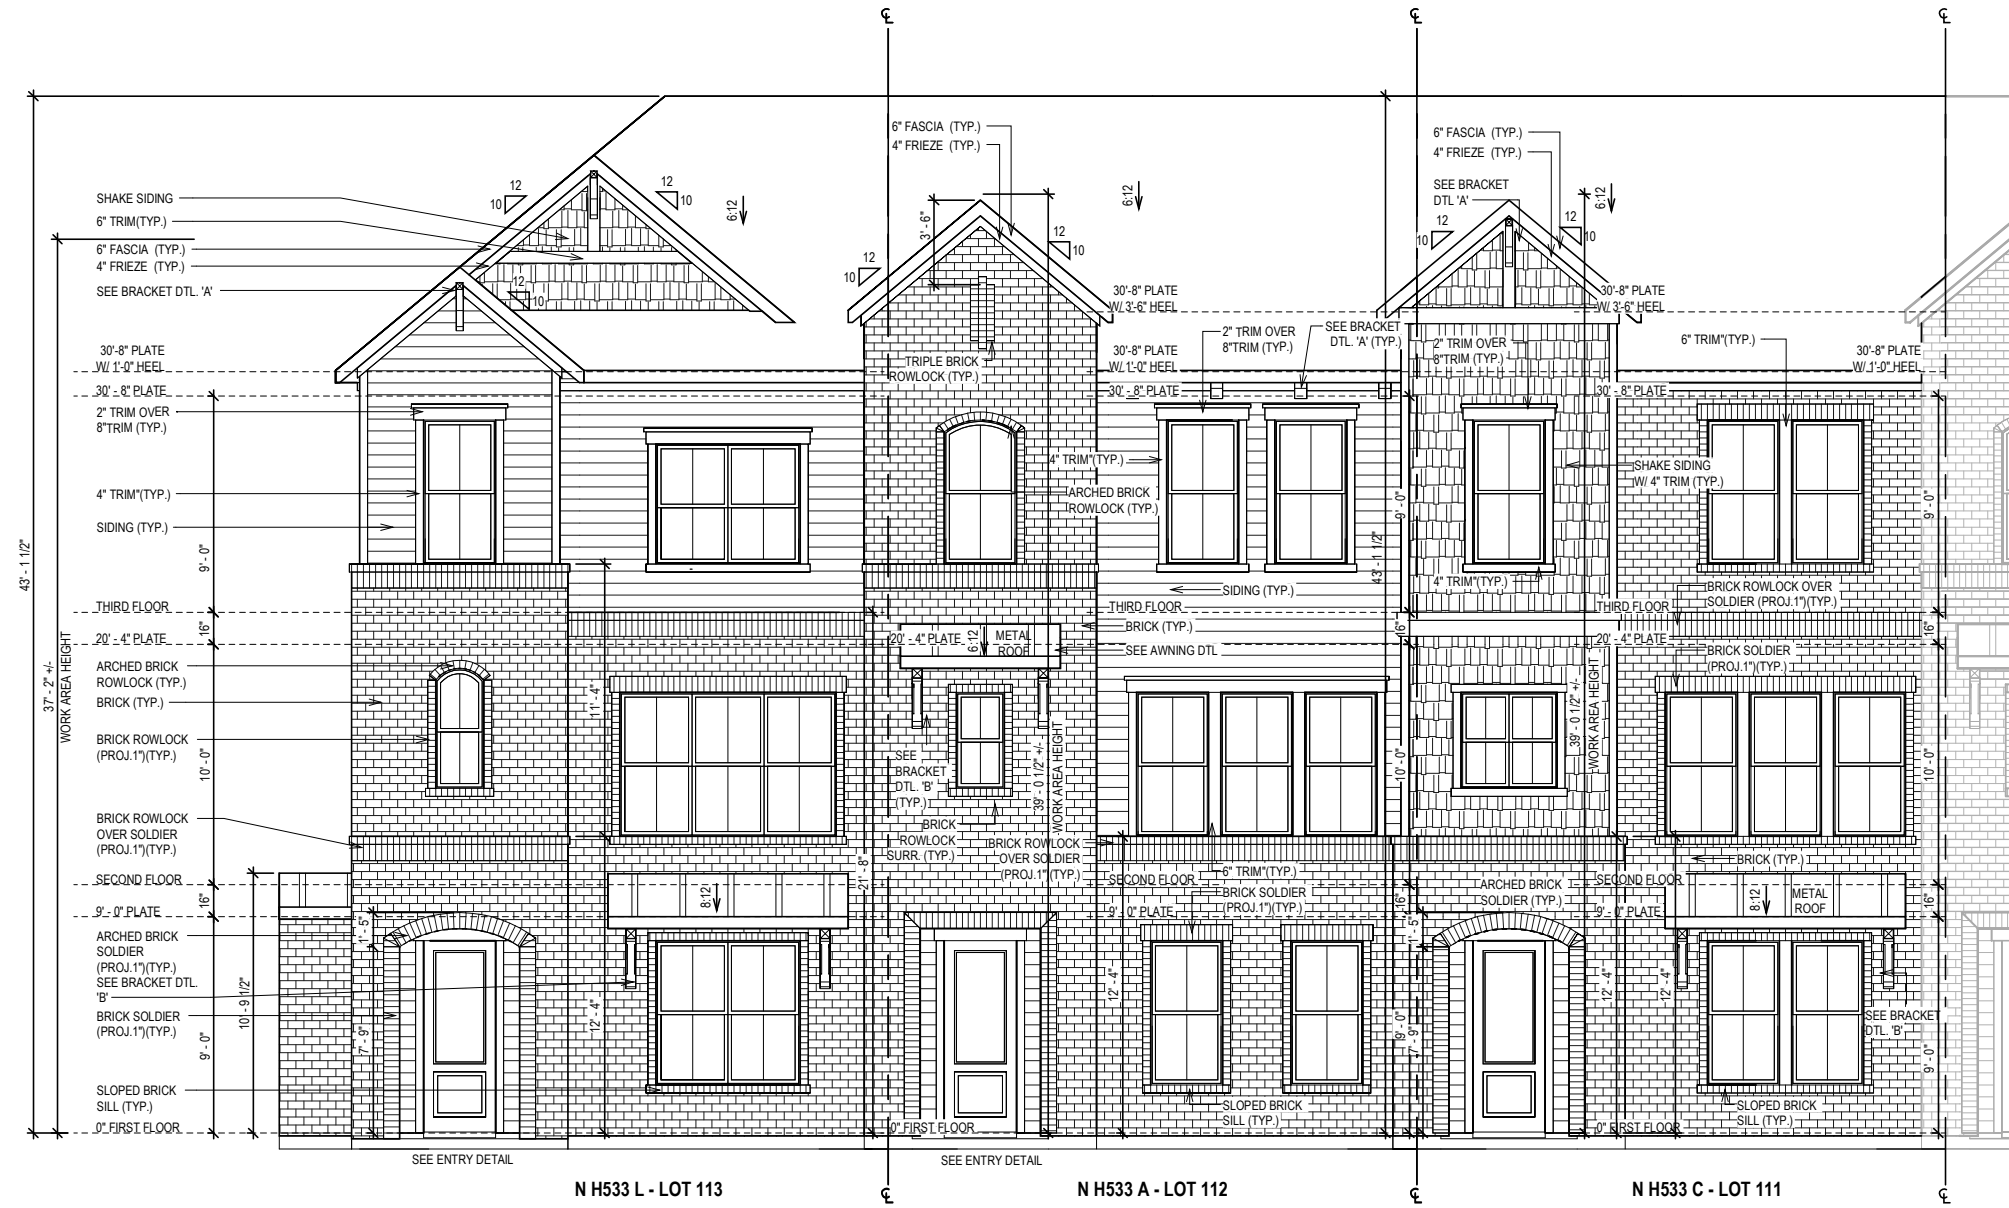 ℄
℄
℄
6" FASCIA (TYP.)
4" FRIEZE (TYP.)
6" FASCIA (TYP.)
4" FRIEZE (TYP.)
SEE BRACKET
DTL 'A'
SHAKE SIDING
6" TRIM(TYP.)
6" FASCIA (TYP.)
4" FRIEZE (TYP.)
SEE BRACKET DTL. 'A'
12
10
12
10
6:12
12
10
3' - 6"
12
10
12
10
6:12
12
10
12
10
6:12
30'-8" PLATE
W/ 1'-0" HEEL
30' - 8" PLATE
2" TRIM OVER
8"TRIM (TYP.)
4" TRIM"(TYP.)
SIDING (TYP.)
9' - 0"
THIRD FLOOR
16"
20' - 4" PLATE
ARCHED BRICK
ROWLOCK (TYP.)
BRICK (TYP.)
BRICK ROWLOCK
(PROJ.1")(TYP.)
10' - 0"
BRICK ROWLOCK
OVER SOLDIER
(PROJ.1")(TYP.)
SECOND FLOOR
16"
9' - 0" PLATE
ARCHED BRICK
SOLDIER
(PROJ.1")(TYP.)
SEE BRACKET DTL.
'B'
BRICK SOLDIER
(PROJ.1")(TYP.)
9' - 0"
SLOPED BRICK
SILL (TYP.)
0" FIRST FLOOR
43' - 1 1/2"
37' - 2" +/-
WORK AREA HEIGHT
10' - 9 1/2"
1' - 5"
7' - 9"
11' - 4"
12' - 4"
8:12
21' - 8"
TRIPLE BRICK
ROWLOCK (TYP.)
30'-8" PLATE
W/ 3'-6" HEEL
30'-8" PLATE
W/ 1'-0" HEEL
30' - 8" PLATE
2" TRIM OVER
8"TRIM (TYP.)
SEE BRACKET
DTL. 'A' (TYP.)
4" TRIM"(TYP.)
ARCHED BRICK
ROWLOCK (TYP.)
SIDING (TYP.)
THIRD FLOOR
BRICK (TYP.)
20' - 4" PLATE
6:12
METAL
ROOF
SEE AWNING DTL
SEE
BRACKET
DTL. 'B'
(TYP.)
39' - 0 1/2" +/-
WORK AREA HEIGHT
BRICK
ROWLOCK
SURR. (TYP.)
BRICK ROWLOCK
OVER SOLDIER
(PROJ.1")(TYP.)
6" TRIM"(TYP.)
SECOND FLOOR
BRICK SOLDIER
(PROJ.1")(TYP.)
9' - 0" PLATE
12' - 4"
SLOPED BRICK
SILL (TYP.)
0" FIRST FLOOR
43' - 1 1/2"
9' - 0"
16"
10' - 0"
16"
1' - 5"
9' - 0"
7' - 9"
30'-8" PLATE
W/ 3'-6" HEEL
2" TRIM OVER
8"TRIM (TYP.)
6" TRIM"(TYP.)
30'-8" PLATE
W/ 1'-0" HEEL
30' - 8" PLATE
SHAKE SIDING
W/ 4" TRIM (TYP.)
4" TRIM"(TYP.)
BRICK ROWLOCK OVER
SOLDIER (PROJ.1")(TYP.)
THIRD FLOOR
20' - 4" PLATE
BRICK SOLDIER
(PROJ.1")(TYP.)
39' - 0 1/2" +/-
WORK AREA HEIGHT
9' - 0"
16"
10' - 0"
BRICK (TYP.)
SECOND FLOOR
ARCHED BRICK
SOLDIER (TYP.)
9' - 0" PLATE
8:12
METAL
ROOF
16"
12' - 4"
12' - 4"
SEE BRACKET
DTL. 'B'
9' - 0"
SLOPED BRICK
SILL (TYP.)
0" FIRST FLOOR
SEE ENTRY DETAIL
SEE ENTRY DETAIL
N H533 L - LOT 113
N H533 A - LOT 112
N H533 C - LOT 111
℄
℄
℄